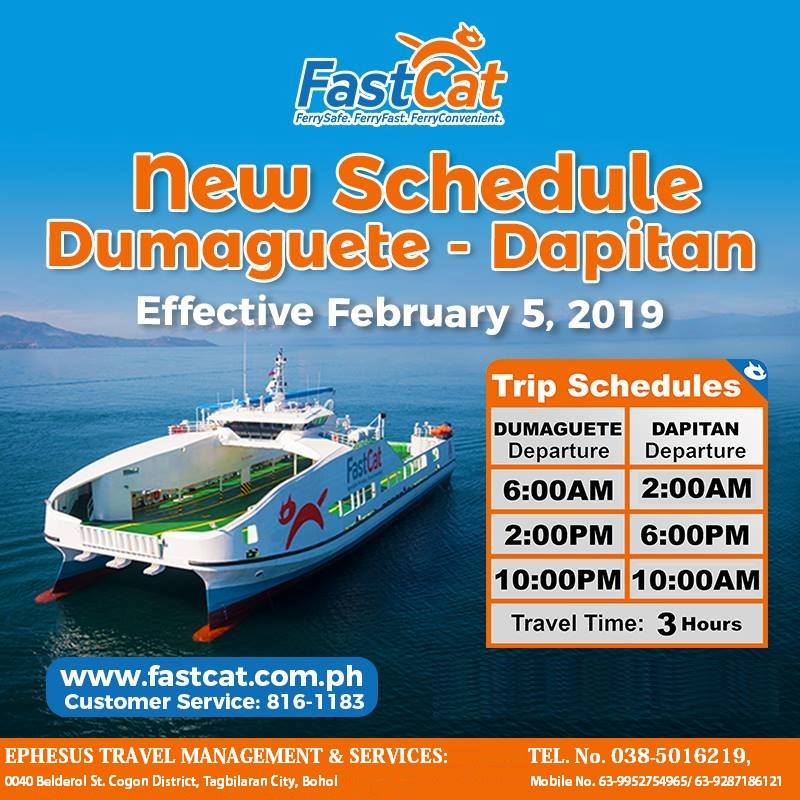 FastCat
FerrySafe. FerryFast. FerryConvenient.
New Schedule
Dumaguete - Dapitan
Effective February 5, 2019
Trip Schedules
DUMAGUETE Departure DAPITAN Departure
6:00AM 2:00AM
2:00PM 6:00PM
10:00PM 10:00AM
Travel Time: 3 Hours
FastCat
www.fastcat.com.ph
Customer Service: 816-1183
EPHESUS TRAVEL MANAGEMENT & SERVICES: TEL. No. 038-5016219,
0040 Belderol St. Cogon District, Tagbilaran City, Bohol Mobile No. 63-9952754965/ 63-9287186121